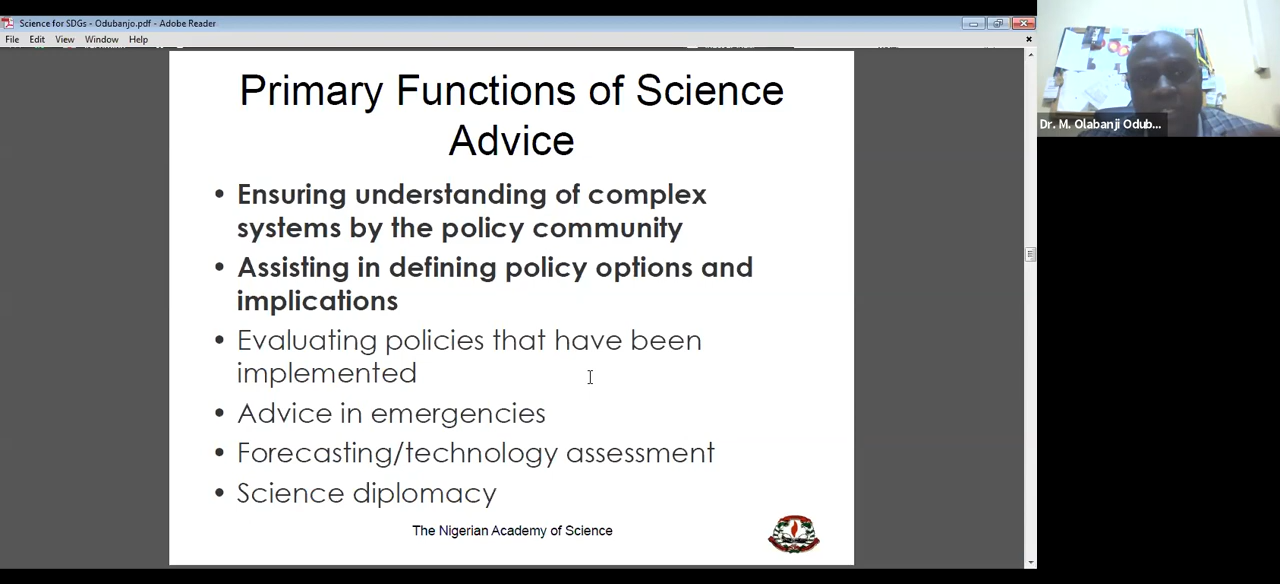 Science for SDGs - Odubanjo.pdf - Adobe Reader
File Edit View Window Help
Primary Functions of Science
Advice
• Ensuring understanding of complex
systems by the policy community
• Assisting in defining policy options and
implications
• Evaluating policies that have been
implemented
• Advice in emergencies
• Forecasting/technology assessment
• Science diplomacy
The Nigerian Academy of Science
Dr. M. Olabanji Odub...